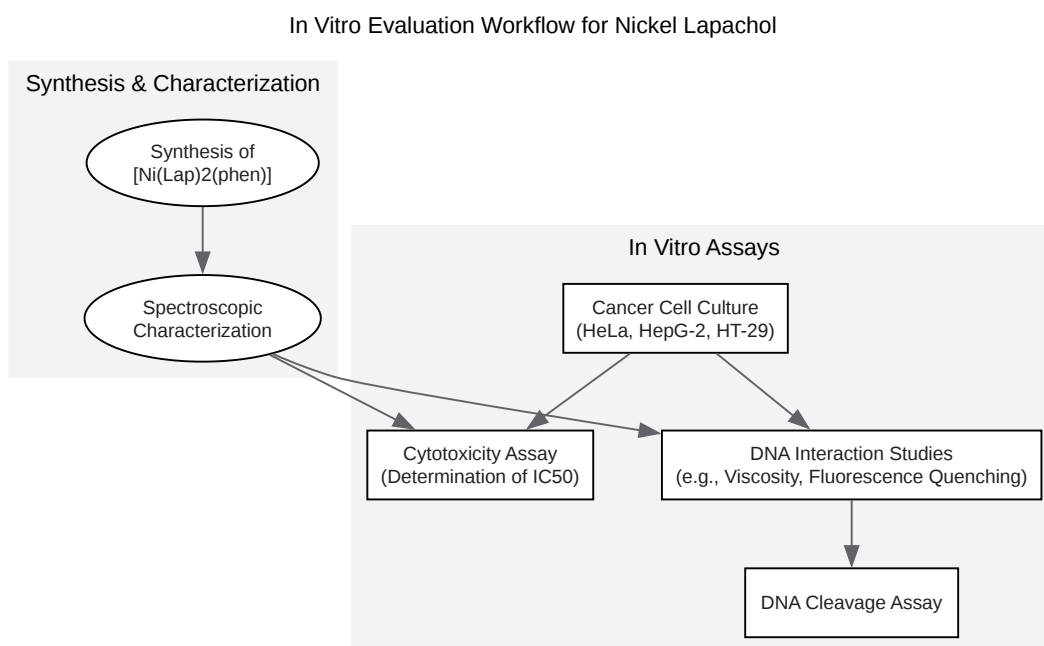 In Vitro Evaluation Workflow for Nickel Lapachol
Synthesis & Characterization
Synthesis of
[Ni(Lap)2(phen)]
Spectroscopic
Characterization
In Vitro Assays
Cancer Cell Culture
(HeLa, HepG-2, HT-29)
Cytotoxicity Assay
(Determination of IC50)
DNA Interaction Studies
(e.g., Viscosity, Fluorescence Quenching)
DNA Cleavage Assay